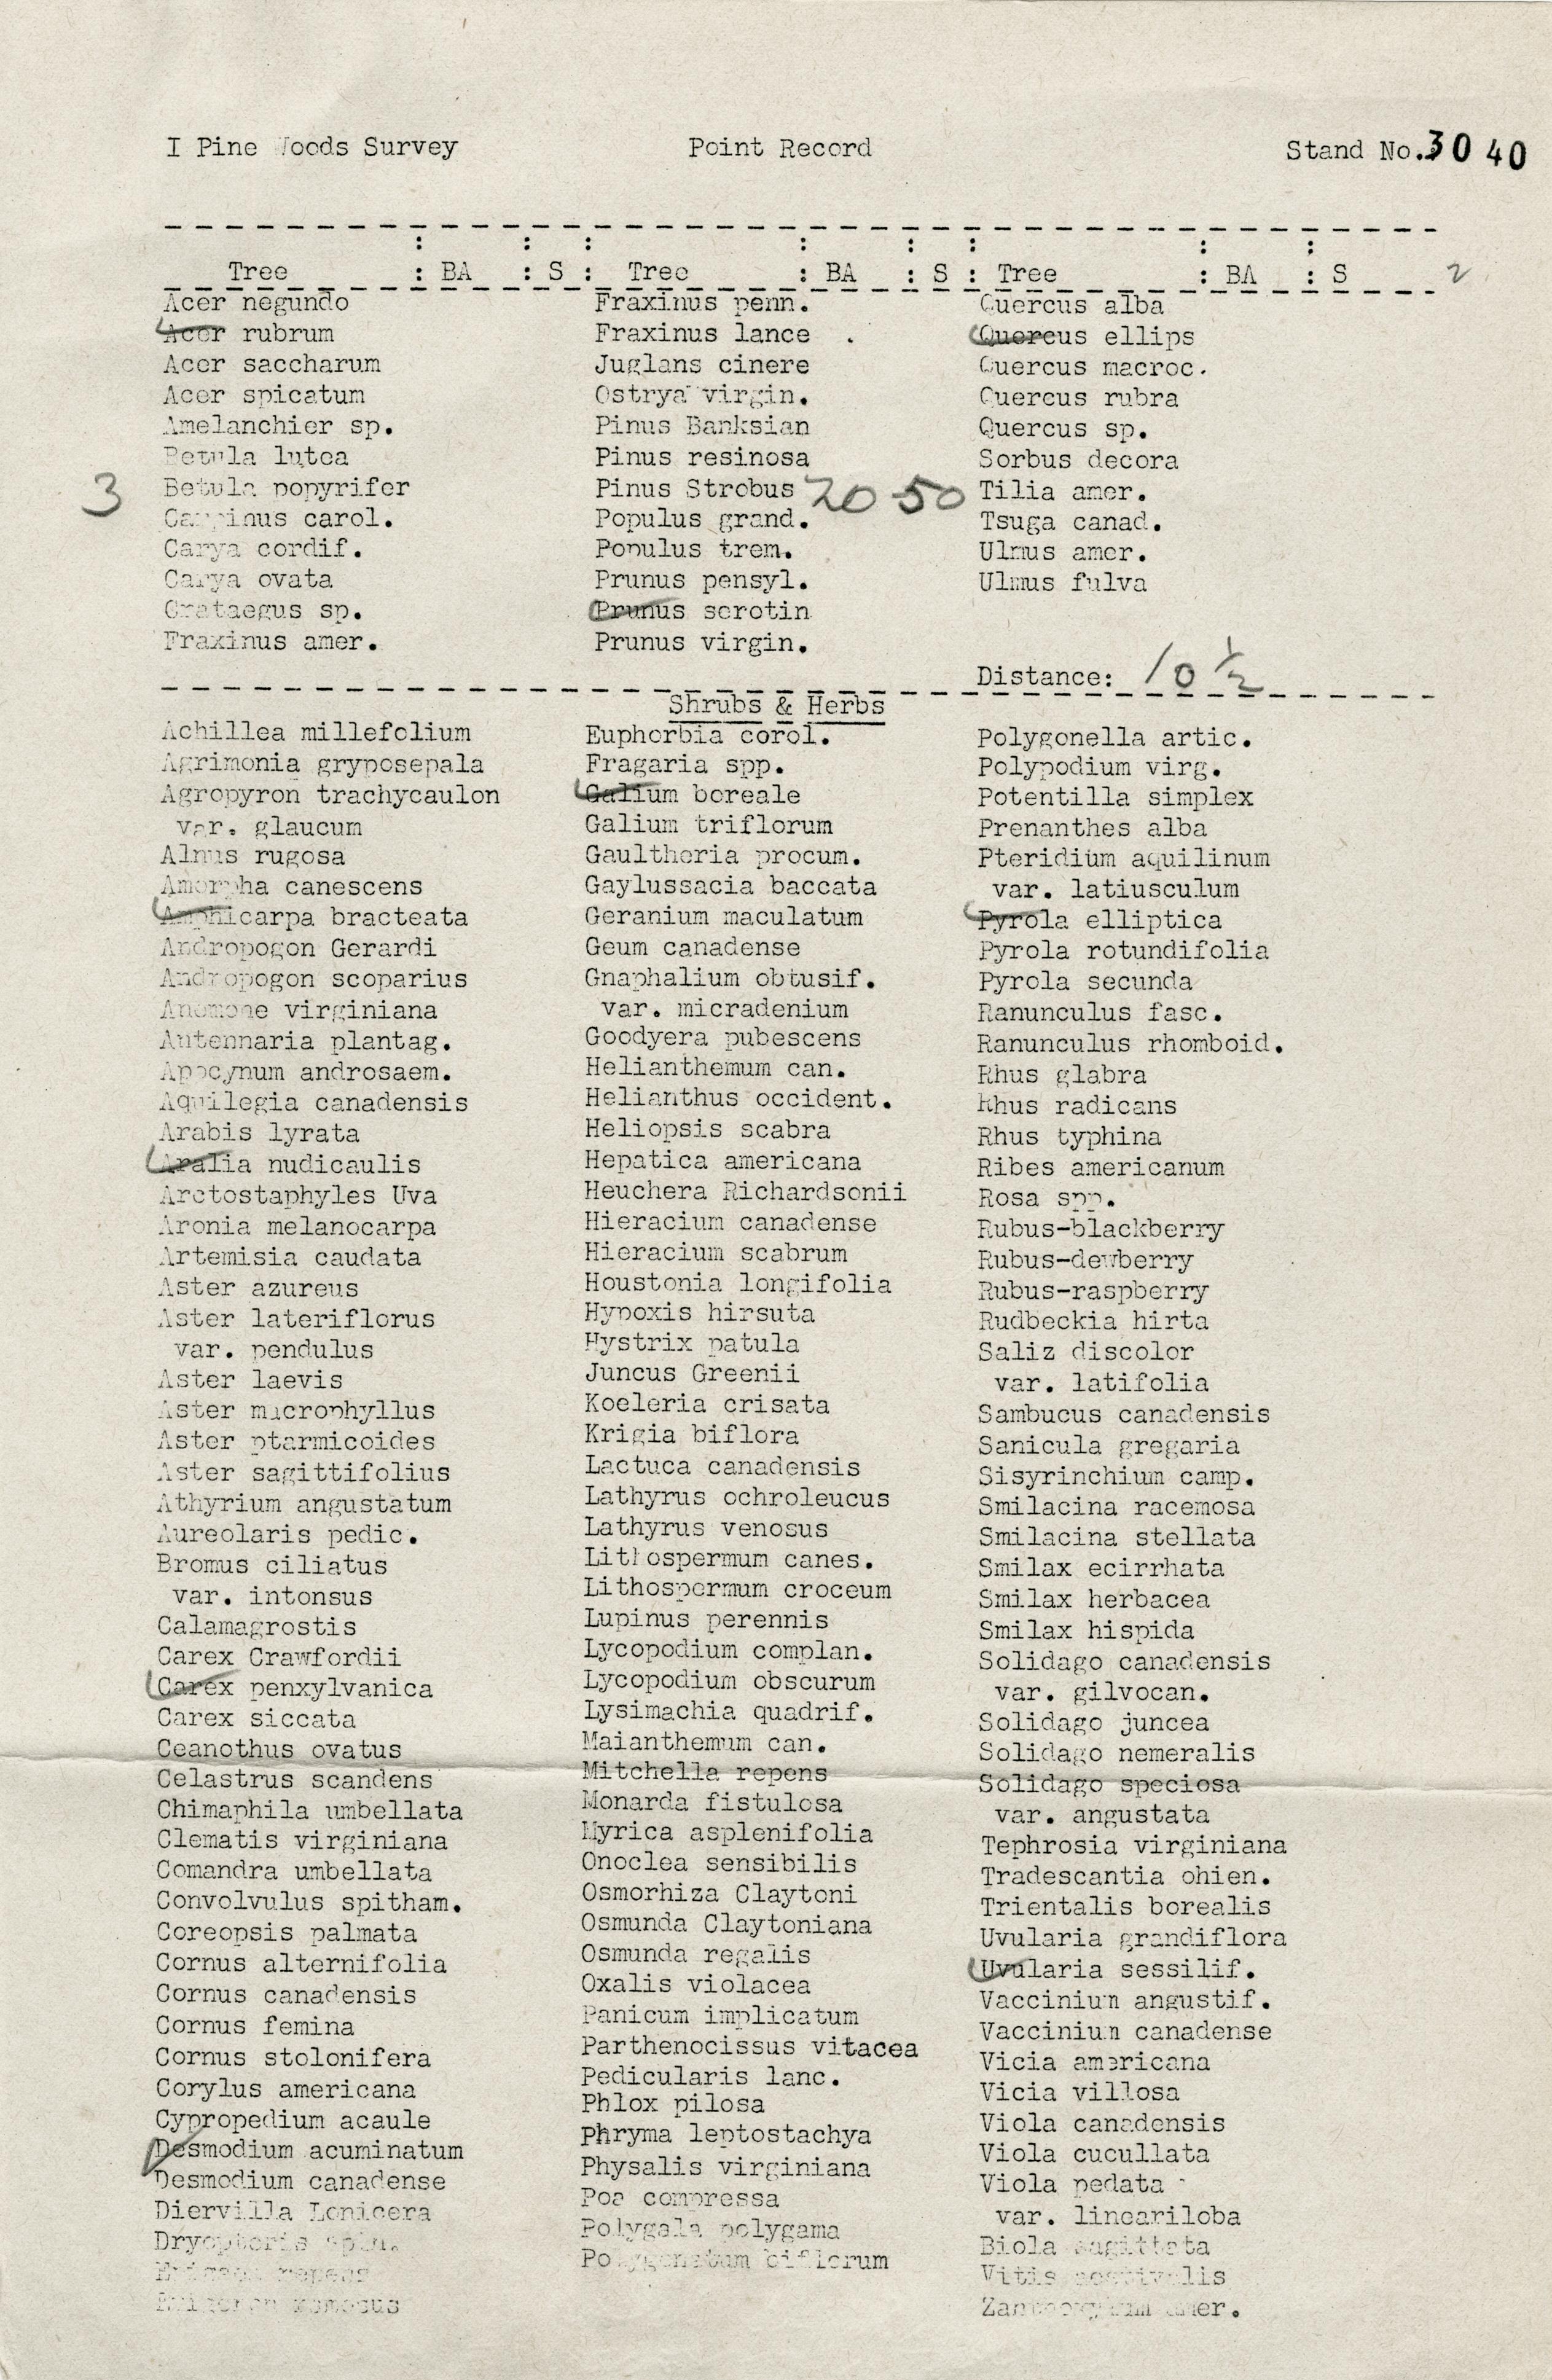 I Pine Woods Survey Point Record Stand No. 30 40
Tree : BA : S : Tree : BA : S : Tree : BA : S 2
Acer negundo
Acer rubrum
Acer saccharum
Acer spicatum
Amelanchier sp.
Betula lutea
3 Betula popyrifer
Carpinus carol.
Carya cordif.
Carya ovata
Crataegus sp.
Fraxinus amer.
Fraxinus penn.
Fraxinus lance .
Juglans cinere
Ostrya virgin.
Pinus Banksian
Pinus resinosa
Pinus Strobus 20 50
Populus grand.
Populus trem.
Prunus pensyl.
Prunus serotin
Prunus virgin.
Quercus alba
Quercus ellips
Quercus macroc.
Quercus rubra
Quercus sp.
Sorbus decora
Tilia amer.
Tsuga canad.
Ulmus amer.
Ulmus fulva
Distance: 10 1/2
Shrubs & Herbs
Achillea millefolium
Agrimonia gryposepala
Agropyron trachycaulon
var. glaucum
Alnus rugosa
Amorpha canescens
Amphicarpa bracteata
Andropogon Gerardi
Andropogon scoparius
Anemone virginiana
Antennaria plantag.
Apocynum androsaem.
Aquilegia canadensis
Arabis lyrata
Aralia nudicaulis
Arctostaphyles Uva
Aronia melanocarpa
Artemisia caudata
Aster azureus
Aster lateriflorus
var. pendulus
Aster laevis
Aster macrophyllus
Aster ptarmicoides
Aster sagittifolius
Athyrium angustatum
Aureolaris pedic.
Bromus ciliatus
var. intonsus
Calamagrostis
Carex Crawfordii
Carex penxylvanica
Carex siccata
Ceanothus ovatus
Celastrus scandens
Chimaphila umbellata
Clematis virginiana
Comandra umbellata
Convolvulus spitham.
Coreopsis palmata
Cornus alternifolia
Cornus canadensis
Cornus femina
Cornus stolonifera
Corylus americana
Cypropedium acaule
Desmodium acuminatum
Desmodium canadense
Diervilla Lonicera
Dryopteris spin.
repens
Erigeron ramosus
Euphorbia corol.
Fragaria spp.
Galium boreale
Galium triflorum
Gaultheria procum.
Gaylussacia baccata
Geranium maculatum
Geum canadense
Gnaphalium obtusif.
var. micradenium
Goodyera pubescens
Helianthemum can.
Helianthus occident.
Heliopsis scabra
Hepatica americana
Heuchera Richardsonii
Hieracium canadense
Hieracium scabrum
Houstonia longifolia
Hypoxis hirsuta
Hystrix patula
Juncus Greenii
Koeleria crisata
Krigia biflora
Lactuca canadensis
Lathyrus ochroleucus
Lathyrus venosus
Lithospermum canes.
Lithospermum croceum
Lupinus perennis
Lycopodium complan.
Lycopodium obscurum
Lysimachia quadrif.
Maianthemum can.
Mitchella repens
Monarda fistulosa
Myrica asplenifolia
Onoclea sensibilis
Osmorhiza Claytoni
Osmunda Claytoniana
Osmunda regalis
Oxalis violacea
Panicum implicatum
Parthenocissus vitacea
Pedicularis lanc.
Phlox pilosa
Phryma leptostachya
Physalis virginiana
Poa compressa
Polygala polygama
Polygonatum biflorum
Polygonella artic.
Polypodium virg.
Potentilla simplex
Prenanthes alba
Pteridium aquilinum
var. latiusculum
Pyrola elliptica
Pyrola rotundifolia
Pyrola secunda
Ranunculus fasc.
Ranunculus rhomboid.
Rhus glabra
Rhus radicans
Rhus typhina
Ribes americanum
Rosa spp.
Rubus-blackberry
Rubus-dewberry
Rubus-raspberry
Rudbeckia hirta
Saliz discolor
var. latifolia
Sambucus canadensis
Sanicula gregaria
Sisyrinchium camp.
Smilacina racemosa
Smilacina stellata
Smilax ecirrhata
Smilax herbacea
Smilax hispida
Solidago canadensis
var. gilvocan.
Solidago juncea
Solidago nemeralis
Solidago speciosa
var. angustata
Tephrosia virginiana
Tradescantia ohien.
Trientalis borealis
Uvularia grandiflora
Uvularia sessilif.
Vaccinium angustif.
Vaccinium canadense
Vicia americana
Vicia villosa
Viola canadensis
Viola cucullata
Viola pedata
var. lineariloba
Biola sagittata
Vitis aestivalis
Zanthoxylum amer.